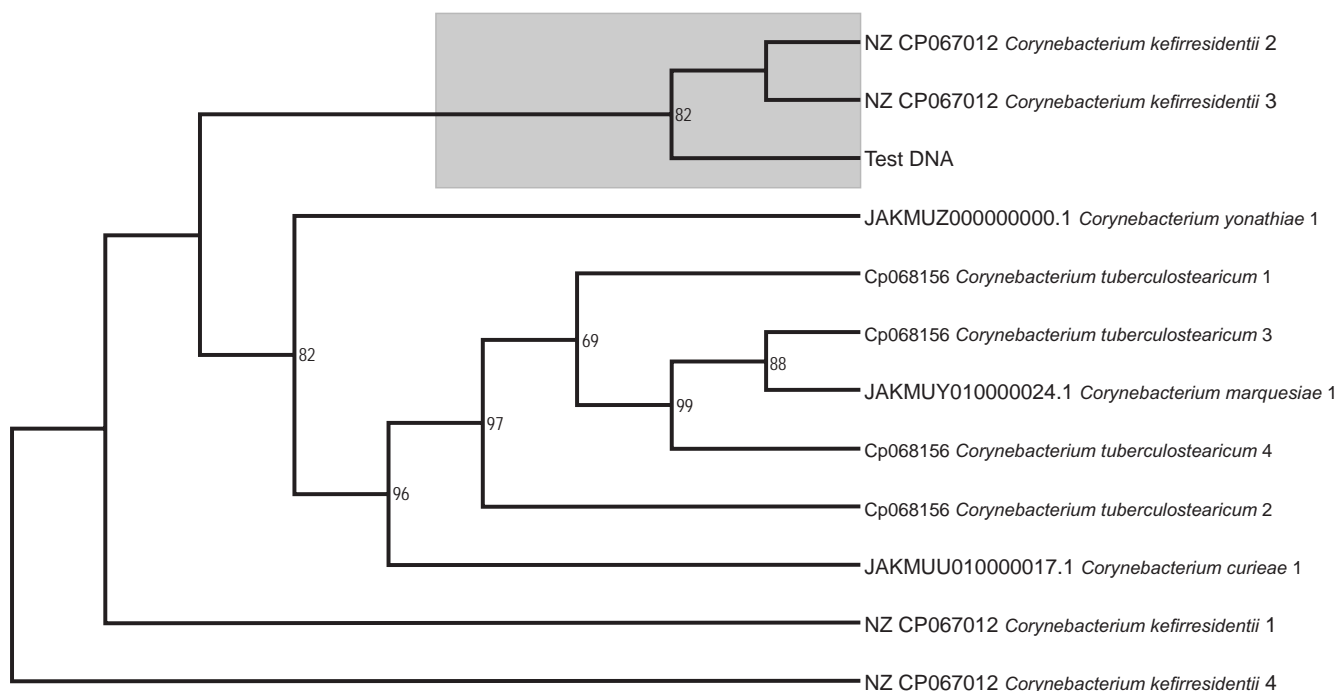 NZ CP067012 Corynebacterium kefirresidentii 2
NZ CP067012 Corynebacterium kefirresidentii 3
82
Test DNA
JAKMUZ000000000.1 Corynebacterium yonathiae 1
Cp068156 Corynebacterium tuberculostearicum 1
Cp068156 Corynebacterium tuberculostearicum 3
69
82
88
JAKMUY010000024.1 Corynebacterium marquesiae 1
99
97
Cp068156 Corynebacterium tuberculostearicum 4
96
Cp068156 Corynebacterium tuberculostearicum 2
JAKMUU010000017.1 Corynebacterium curieae 1
NZ CP067012 Corynebacterium kefirresidentii 1
NZ CP067012 Corynebacterium kefirresidentii 4